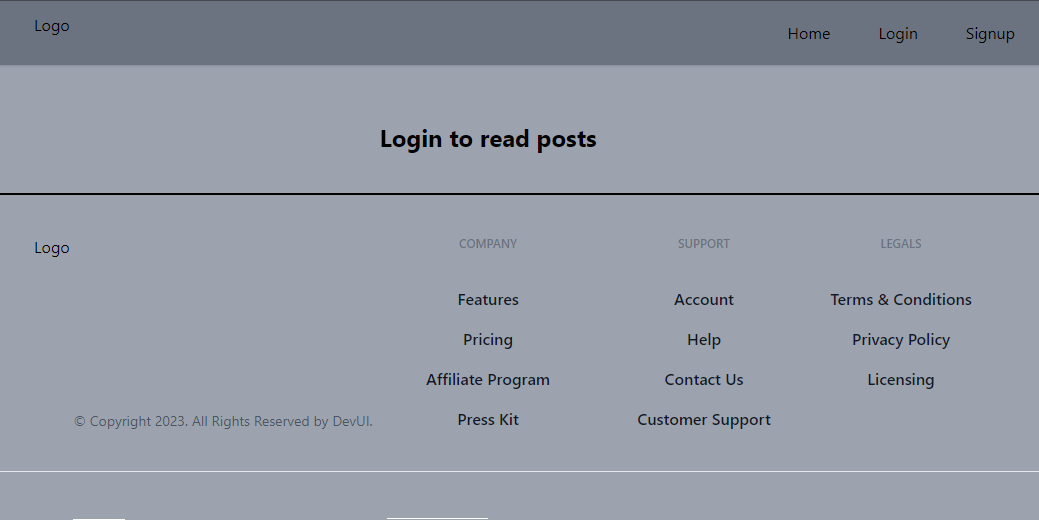 Logo
Home Login Signup
Login to read posts
Logo
© Copyright 2023. All Rights Reserved by DevUI.
COMPANY
Features
Pricing
Affiliate Program
Press Kit
SUPPORT
Account
Help
Contact Us
Customer Support
LEGALS
Terms & Conditions
Privacy Policy
Licensing